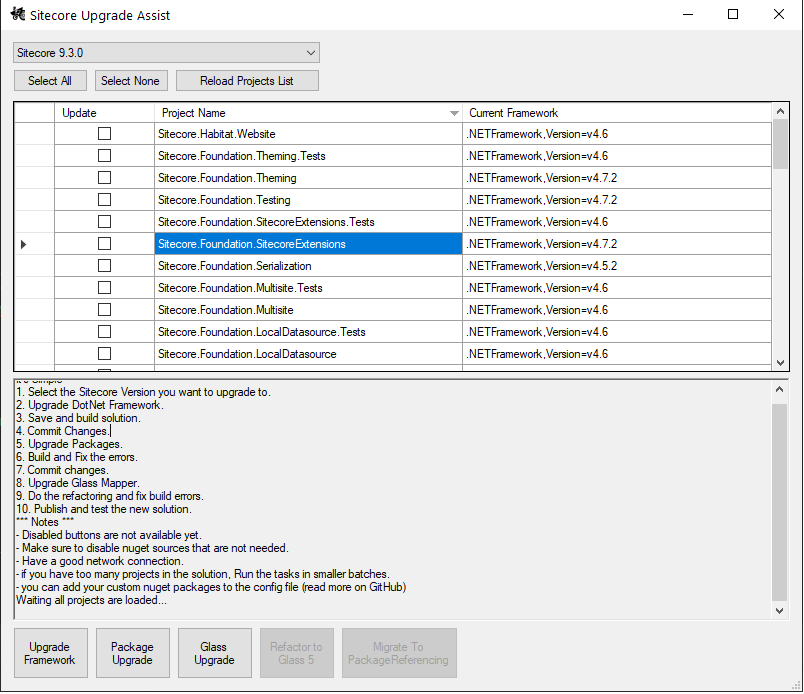 Sitecore Upgrade Assist
Sitecore 9.3.0
Select All Select None Reload Projects List
Update Project Name Current Framework
Sitecore.Habitat.Website .NETFramework,Version=v4.6
Sitecore.Foundation.Theming.Tests .NETFramework,Version=v4.6
Sitecore.Foundation.Theming .NETFramework,Version=v4.7.2
Sitecore.Foundation.Testing .NETFramework,Version=v4.7.2
Sitecore.Foundation.SitecoreExtensions.Tests .NETFramework,Version=v4.6
Sitecore.Foundation.SitecoreExtensions .NETFramework,Version=v4.7.2
Sitecore.Foundation.Serialization .NETFramework,Version=v4.5.2
Sitecore.Foundation.Multisite.Tests .NETFramework,Version=v4.6
Sitecore.Foundation.Multisite .NETFramework,Version=v4.6
Sitecore.Foundation.LocalDatasource.Tests .NETFramework,Version=v4.6
Sitecore.Foundation.LocalDatasource .NETFramework,Version=v4.6
It's Simple
1. Select the Sitecore Version you want to upgrade to.
2. Upgrade DotNet Framework.
3. Save and build solution.
4. Commit Changes.
5. Upgrade Packages.
6. Build and Fix the errors.
7. Commit changes.
8. Upgrade Glass Mapper.
9. Do the refactoring and fix build errors.
10. Publish and test the new solution.
*** Notes ***
- Disabled buttons are not available yet.
- Make sure to disable nuget sources that are not needed.
- Have a good network connection.
- if you have too many projects in the solution, Run the tasks in smaller batches.
- you can add your custom nuget packages to the config file (read more on GitHub)
Waiting all projects are loaded...
Upgrade Framework
Package Upgrade
Glass Upgrade
Refactor to Glass 5
Migrate To PackageReferencing